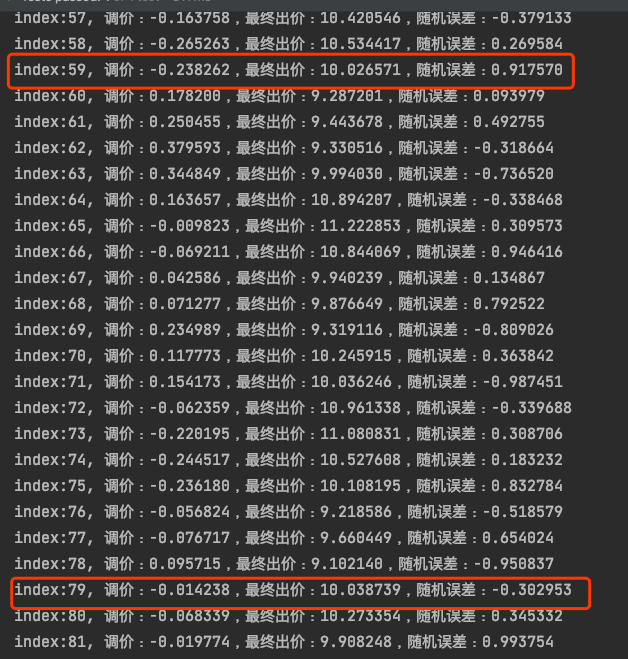 index:57, 调价：-0.163758，最终出价：10.420546，随机误差：-0.379133
index:58, 调价：-0.265263，最终出价：10.534417，随机误差：0.269584
index:59, 调价：-0.238262，最终出价：10.026571，随机误差：0.917570
index:60, 调价：0.178200，最终出价：9.287201，随机误差：0.093979
index:61, 调价：0.250455，最终出价：9.443678，随机误差：0.492755
index:62, 调价：0.379593，最终出价：9.330516，随机误差：-0.318664
index:63, 调价：0.344849，最终出价：9.994030，随机误差：-0.736520
index:64, 调价：0.163657，最终出价：10.894207，随机误差：-0.338468
index:65, 调价：-0.009823，最终出价：11.222853，随机误差：0.309573
index:66, 调价：-0.069211，最终出价：10.844069，随机误差：0.946416
index:67, 调价：0.042586，最终出价：9.940239，随机误差：0.134867
index:68, 调价：0.071277，最终出价：9.876649，随机误差：0.792522
index:69, 调价：0.234989，最终出价：9.319116，随机误差：-0.809026
index:70, 调价：0.117773，最终出价：10.245915，随机误差：0.363842
index:71, 调价：0.154173，最终出价：10.036246，随机误差：-0.987451
index:72, 调价：-0.062359，最终出价：10.961338，随机误差：-0.339688
index:73, 调价：-0.220195，最终出价：11.080831，随机误差：0.308706
index:74, 调价：-0.244517，最终出价：10.527608，随机误差：0.183232
index:75, 调价：-0.236180，最终出价：10.108195，随机误差：0.832784
index:76, 调价：-0.056824，最终出价：9.218586，随机误差：-0.518579
index:77, 调价：-0.076717，最终出价：9.660449，随机误差：0.654024
index:78, 调价：0.095715，最终出价：9.102140，随机误差：-0.950837
index:79, 调价：-0.014238，最终出价：10.038739，随机误差：-0.302953
index:80, 调价：-0.068339，最终出价：10.273354，随机误差：0.345332
index:81, 调价：-0.019774，最终出价：9.908248，随机误差：0.993754